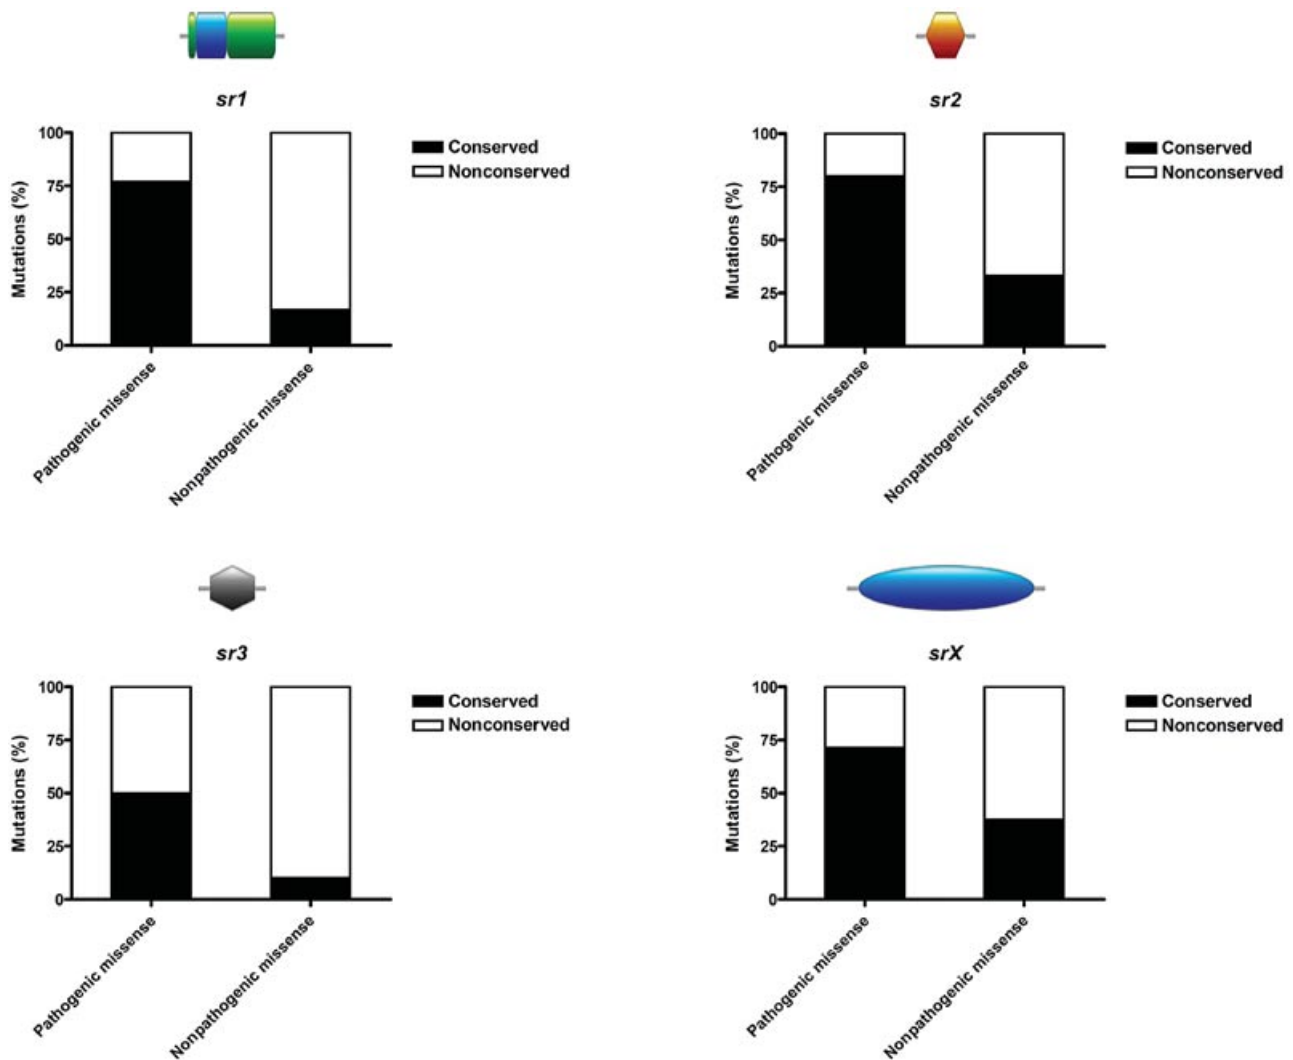 sr1
100
75
50
25
0
Mutations (%)
Pathogenic missense
Nonpathogenic missense
Conserved
Nonconserved
sr2
100
75
50
25
0
Mutations (%)
Pathogenic missense
Nonpathogenic missense
Conserved
Nonconserved
sr3
100
75
50
25
0
Mutations (%)
Pathogenic missense
Nonpathogenic missense
Conserved
Nonconserved
srX
100
75
50
25
0
Mutations (%)
Pathogenic missense
Nonpathogenic missense
Conserved
Nonconserved